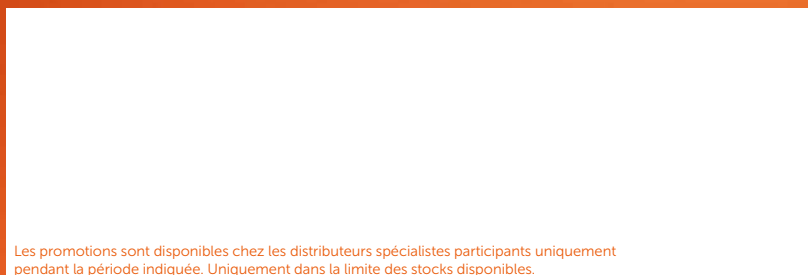 Les promotions sont disponibles chez les distributeurs spécialistes participants uniquement
pendant la période indiquée. Uniquement dans la limite des stocks disponibles.